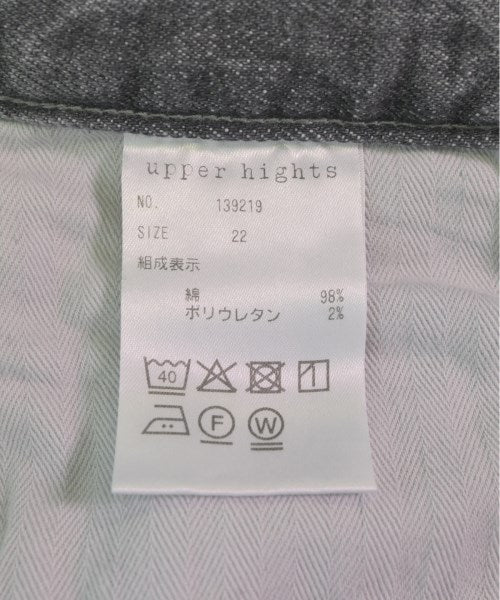 upper hights
NO. 139219
SIZE 22
組成表示
綿 98%
ポリウレタン 2%
40
F W